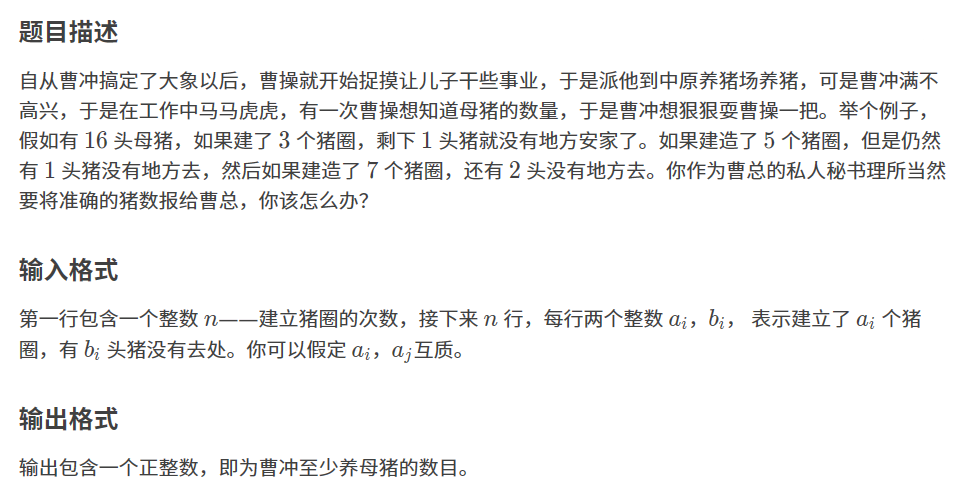 题目描述
自从曹冲搞定了大象以后，曹操就开始捉摸让儿子干些事业，于是派他到中原养猪场养猪，可是曹冲满不
高兴，于是在工作中马马虎虎，有一次曹操想知道母猪的数量，于是曹冲想狠狠耍曹操一把。举个例子，
假如有 16 头母猪，如果建了 3 个猪圈，剩下 1 头猪就没有地方安家了。如果建造了 5 个猪圈，但是仍然
有 1 头猪没有地方去，然后如果建造了 7 个猪圈，还有 2 头没有地方去。你作为曹总的私人秘书理所当然
要将准确的猪数报给曹总，你该怎么办？
输入格式
第一行包含一个整数 n——建立猪圈的次数，接下来 n 行，每行两个整数 aᵢ，bᵢ， 表示建立了 aᵢ 个猪
圈，有 bᵢ 头猪没有去处。你可以假定 aᵢ，aⱼ互质。
输出格式
输出包含一个正整数，即为曹冲至少养母猪的数目。